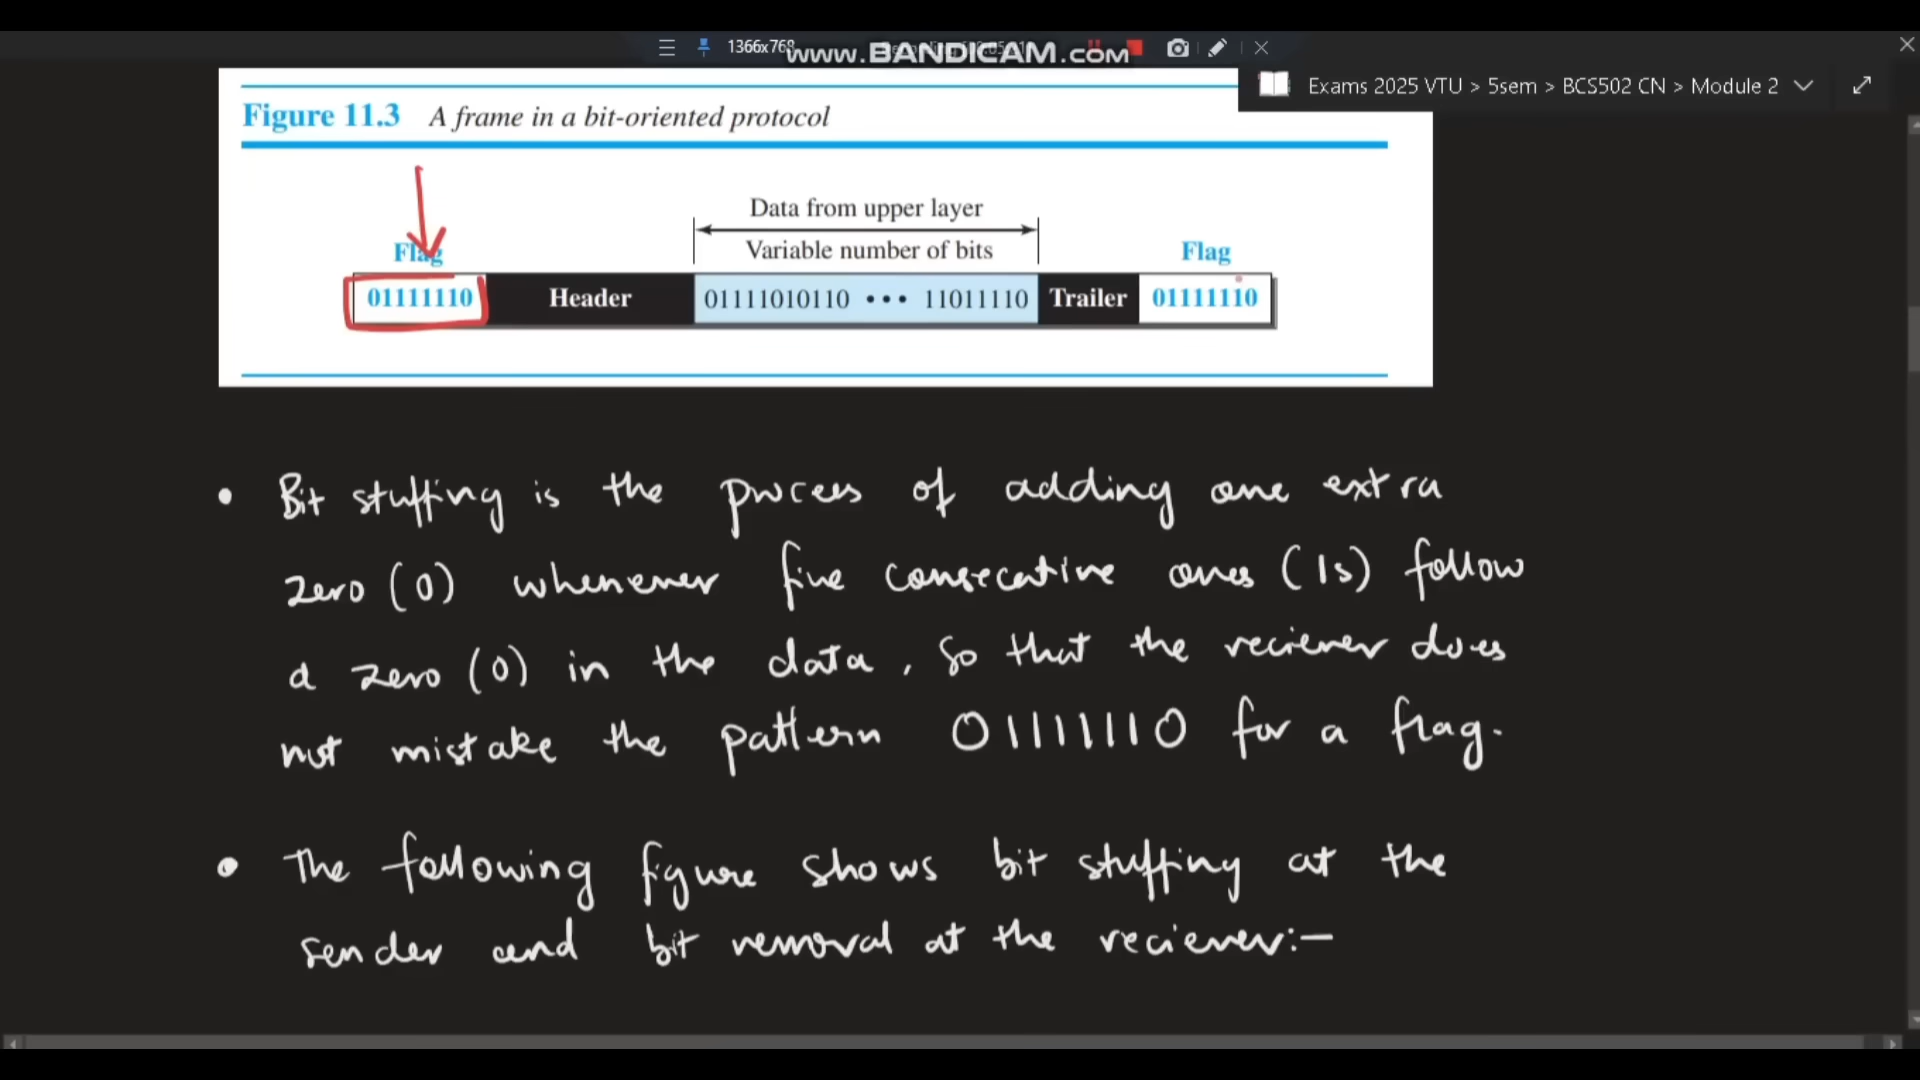 1366x768
www.BANDICAM.com
Exams 2025 VTU > 5sem > BCS502 CN > Module 2
Figure 11.3 A frame in a bit-oriented protocol
Data from upper layer
Flag Variable number of bits Flag
01111110 Header 01111010110 ••• 11011110 Trailer 01111110
• Bit stuffing is the process of adding one extra
zero (0) whenever five consecutive ones (1s) follow
a zero (0) in the data, so that the reciever does
not mistake the pattern 01111110 for a flag.
• The following figure shows bit stuffing at the
sender and bit removal at the reciever:-